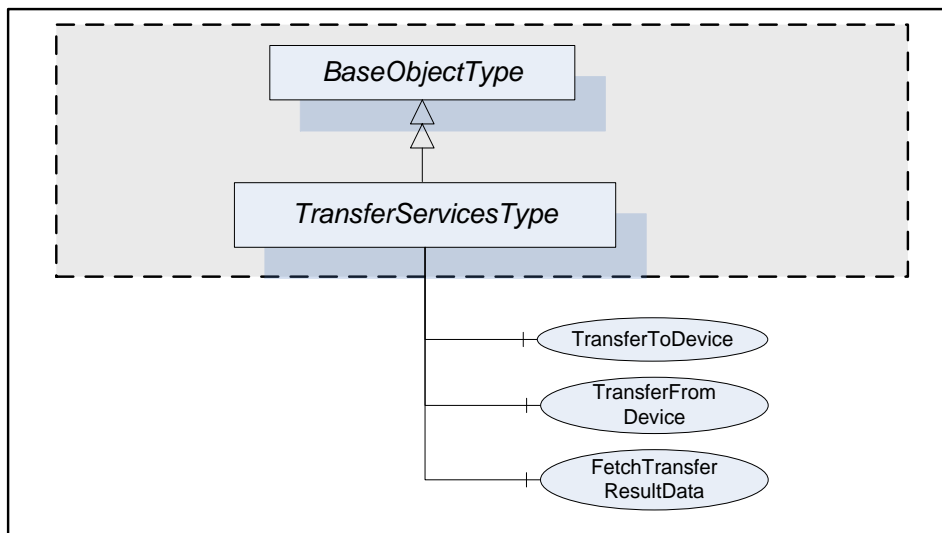 BaseObjectType
TransferServicesType
TransferToDevice
TransferFrom
Device
FetchTransfer
ResultData